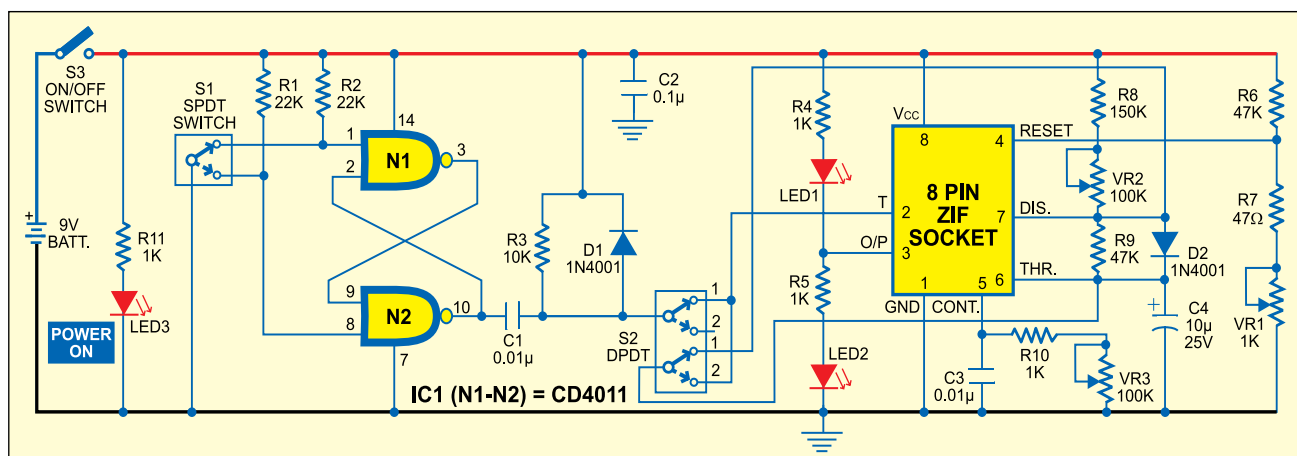 S3
ON/OFF
SWITCH
S1
SPDT
SWITCH
R1
22K
R2
22K
14
1
2
N1
3
9
8
N2
10
7
+
9V
BATT.
R11
1K
LED3
POWER
ON
C1
0.01µ
R3
10K
D1
1N4001
C2
0.1µ
S2
DPDT
1
2
1
2
IC1 (N1-N2) = CD4011
R4
1K
LED1
T
O/P
R5
1K
LED2
VCC
8
4
RESET
8 PIN
ZIF
SOCKET
2
3
7
DIS.
6
THR.
1
5
GND
CONT.
R8
150K
VR2
100K
R9
47K
D2
1N4001
+
C4
10µ
25V
R6
47K
R7
47Ω
VR1
1K
R10
1K
C3
0.01µ
VR3
100K